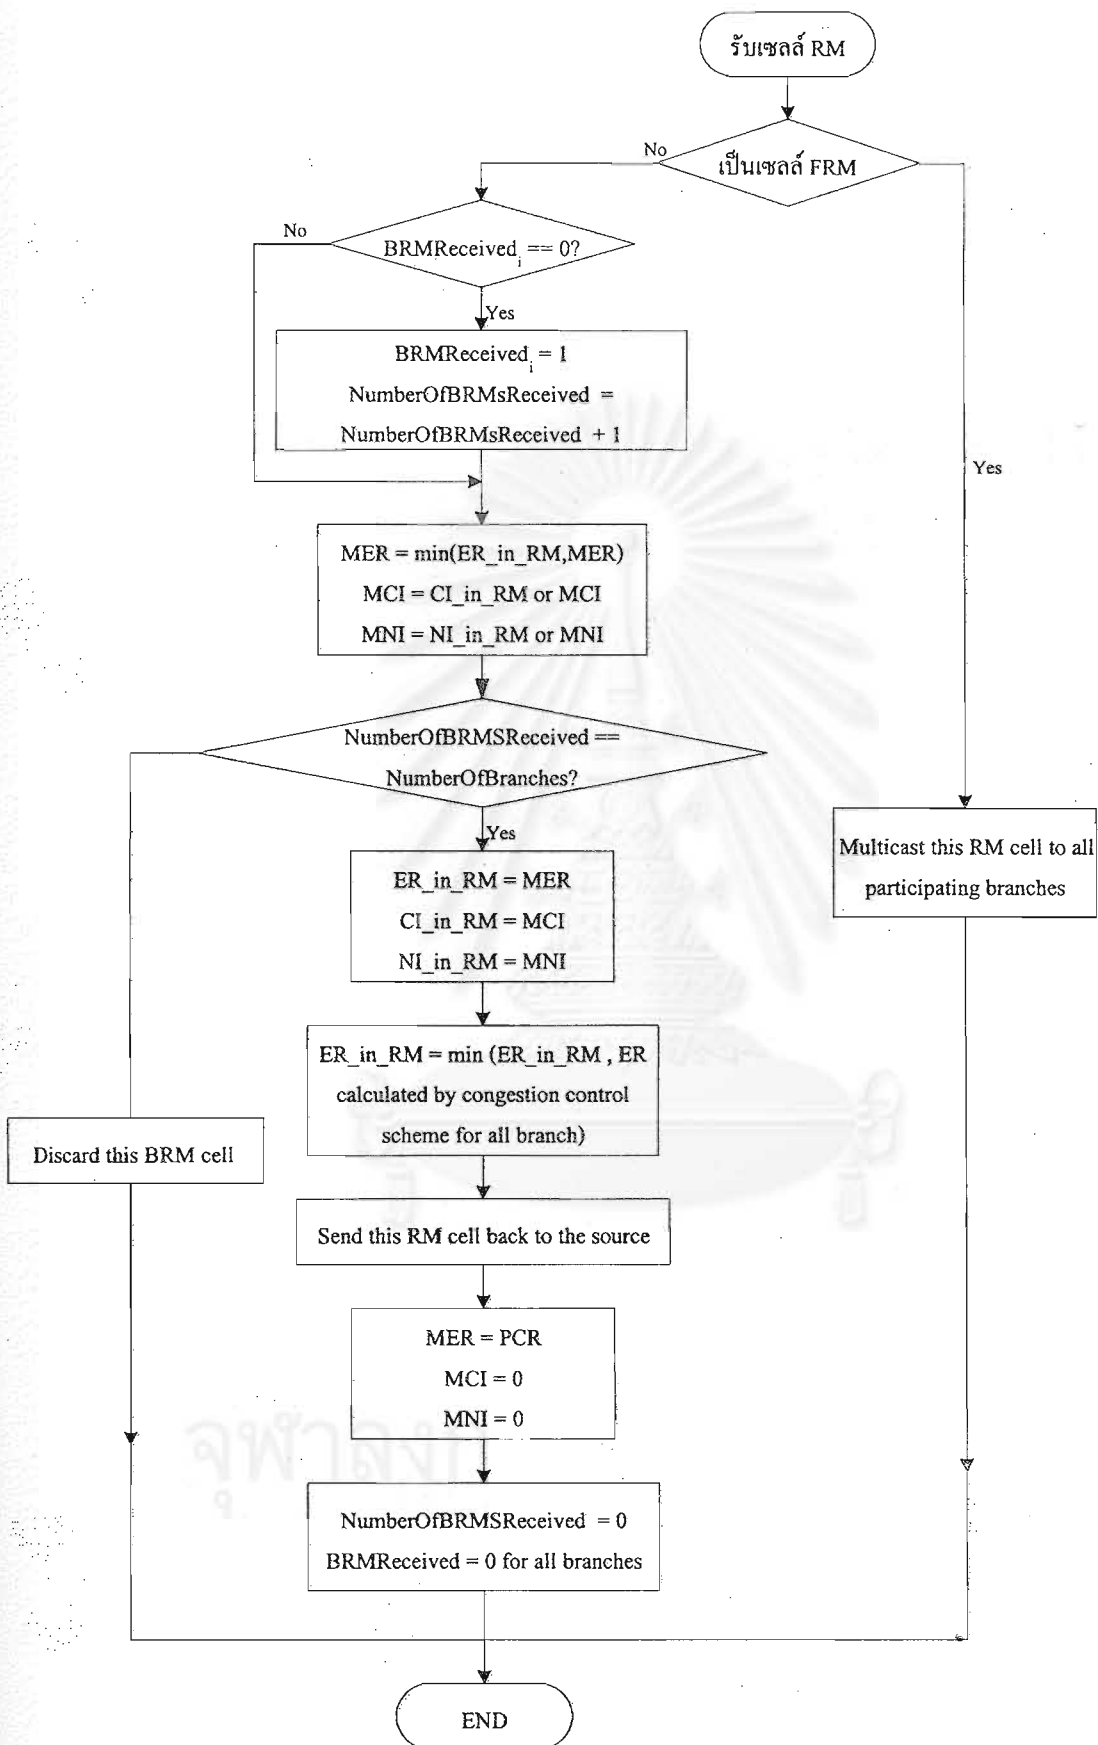 รับเซลล์ RM
เป็นเซลล์ FRM
No
No
BRMReceivedᵢ == 0?
Yes
BRMReceivedᵢ = 1
NumberOfBRMsReceived =
NumberOfBRMsReceived + 1
Yes
MER = min(ER_in_RM,MER)
MCI = CI_in_RM or MCI
MNI = NI_in_RM or MNI
NumberOfBRMSReceived ==
NumberOfBranches?
Yes
Multicast this RM cell to all
participating branches
ER_in_RM = MER
CI_in_RM = MCI
NI_in_RM = MNI
ER_in_RM = min (ER_in_RM , ER
calculated by congestion control
scheme for all branch)
Discard this BRM cell
Send this RM cell back to the source
MER = PCR
MCI = 0
MNI = 0
NumberOfBRMSReceived = 0
BRMReceived = 0 for all branches
END